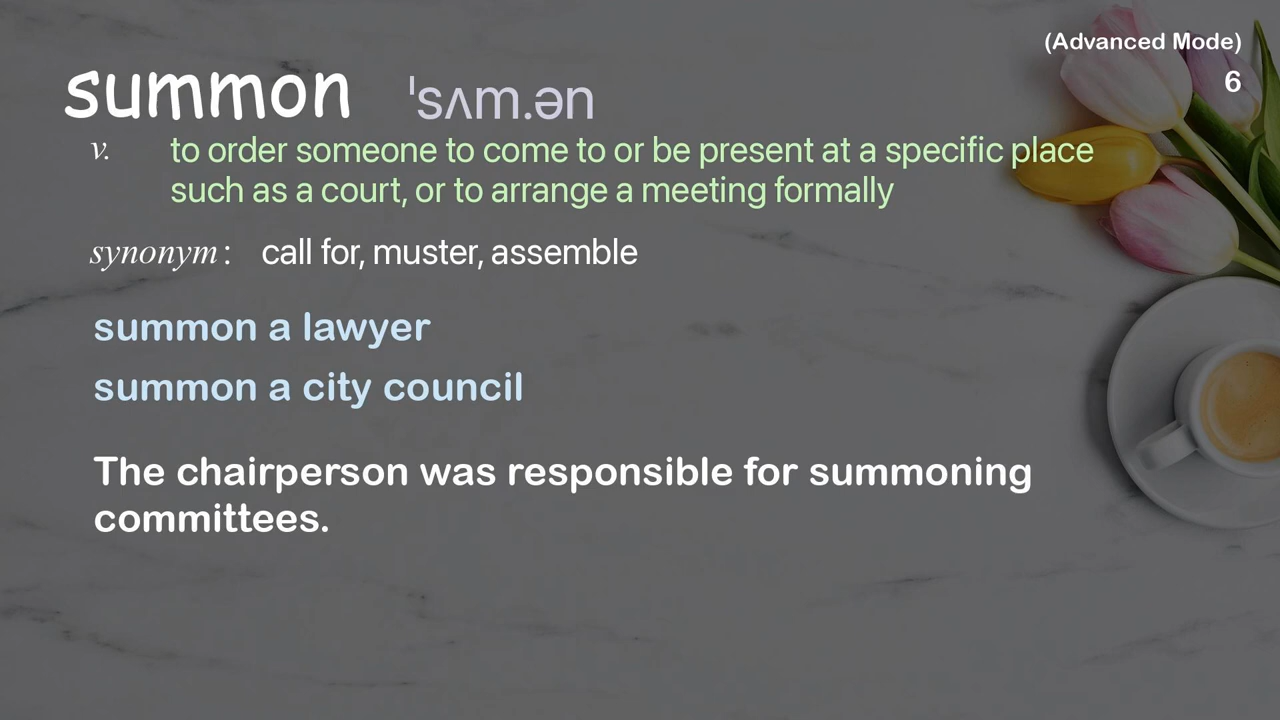 (Advanced Mode)
6
summon ˈsʌm.ən
v. to order someone to come to or be present at a specific place
such as a court, or to arrange a meeting formally
synonym : call for, muster, assemble
summon a lawyer
summon a city council
The chairperson was responsible for summoning
committees.